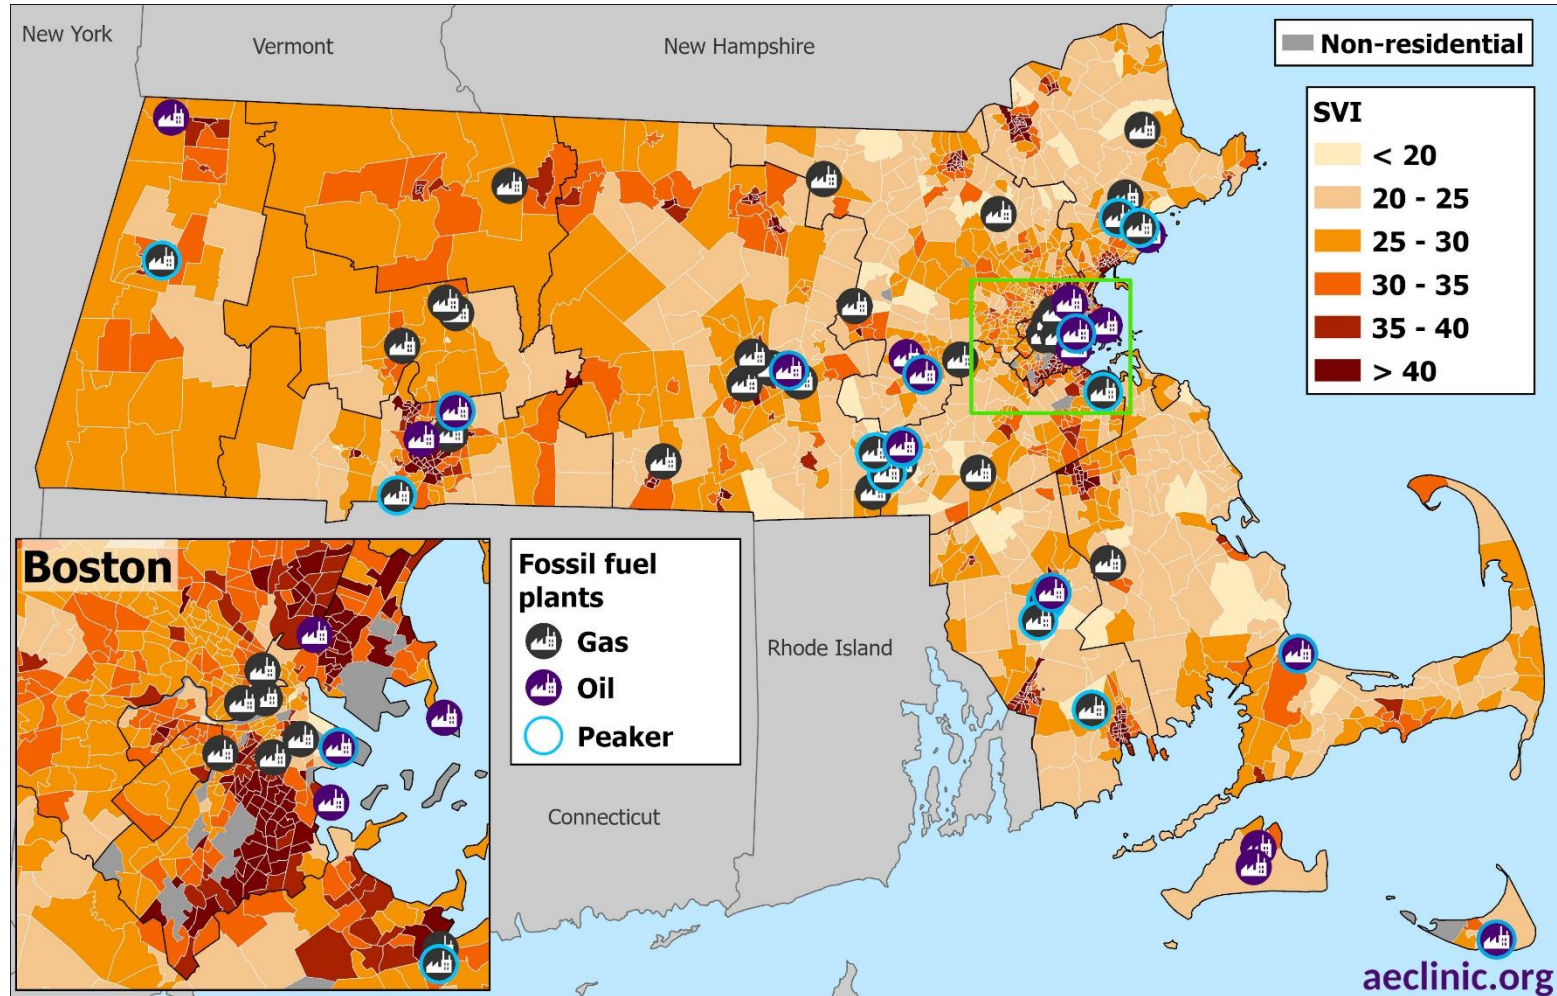 New York
Vermont
New Hampshire
Non-residential
SVI
< 20
20 - 25
25 - 30
30 - 35
35 - 40
> 40
Boston
Fossil fuel
plants
Gas
Oil
Peaker
Rhode Island
Connecticut
aeclinic.org